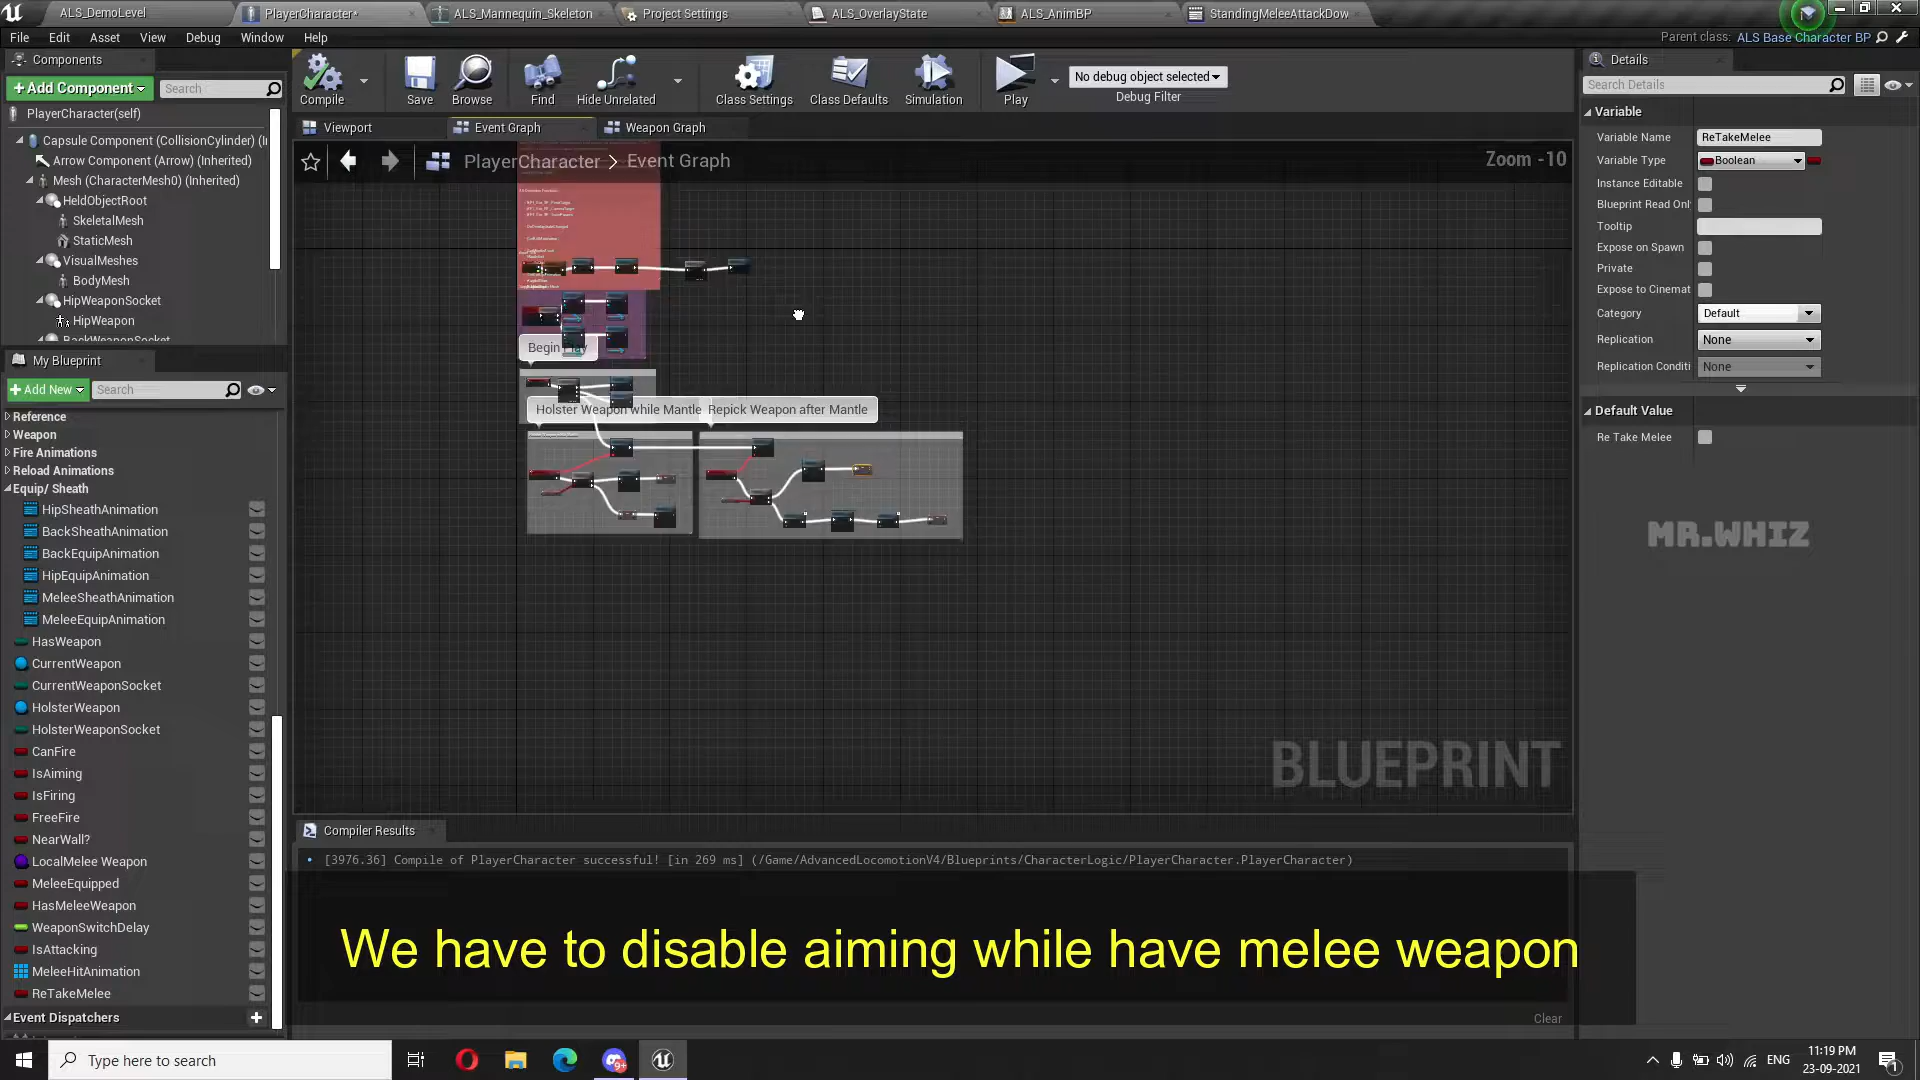 ALS_DemoLevel
PlayerCharacter*
ALS_Mannequin_Skeleton
Project Settings
ALS_OverlayState
ALS_AnimBP
StandingMeleeAttackDow
File Edit Asset View Debug Window Help
Parent class: ALS Base Character BP
Components
+Add Component
Search
PlayerCharacter(self)
Capsule Component (CollisionCylinder) (I
Arrow Component (Arrow) (Inherited)
Mesh (CharacterMesh0) (Inherited)
HeldObjectRoot
SkeletalMesh
StaticMesh
VisualMeshes
BodyMesh
HipWeaponSocket
HipWeapon
BackWeaponSocket
My Blueprint
+Add New
Search
Reference
Weapon
Fire Animations
Reload Animations
Equip/ Sheath
HipSheathAnimation
BackSheathAnimation
BackEquipAnimation
HipEquipAnimation
MeleeSheathAnimation
MeleeEquipAnimation
HasWeapon
CurrentWeapon
CurrentWeaponSocket
HolsterWeapon
HolsterWeaponSocket
CanFire
IsAiming
IsFiring
FreeFire
NearWall?
LocalMelee Weapon
MeleeEquipped
HasMeleeWeapon
WeaponSwitchDelay
IsAttacking
MeleeHitAnimation
ReTakeMelee
Event Dispatchers
Compile
Save
Browse
Find
Hide Unrelated
Class Settings
Class Defaults
Simulation
Play
No debug object selected
Debug Filter
Viewport
Event Graph
Weapon Graph
PlayerCharacter > Event Graph
Zoom -10
Holster Weapon while Mantle
Repick Weapon after Mantle
BLUEPRINT
Compiler Results
[3976.36] Compile of PlayerCharacter successful! [in 269 ms] (/Game/AdvancedLocomotionV4/Blueprints/CharacterLogic/PlayerCharacter.PlayerCharacter)
We have to disable aiming while have melee weapon
Clear
Details
Search Details
Variable
Variable Name ReTakeMelee
Variable Type Boolean
Instance Editable
Blueprint Read Onl
Tooltip
Expose on Spawn
Private
Expose to Cinemat
Category Default
Replication None
Replication Conditi None
Default Value
Re Take Melee
MR.WHIZ
Type here to search
9+
ENG
11:19 PM
23-09-2021
1